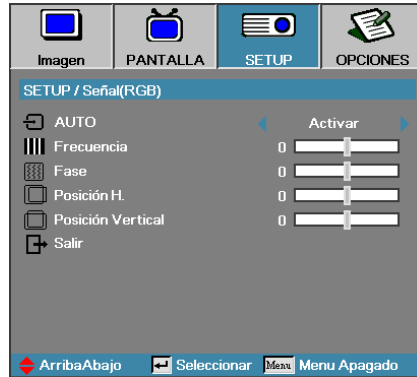 Imagen PANTALLA SETUP OPCIONES
SETUP / Señal(RGB)
AUTO Activar
Frecuencia 0
Fase 0
Posición H. 0
Posición Vertical 0
Salir
ArribaAbajo Seleccionar Menu Menu Apagado